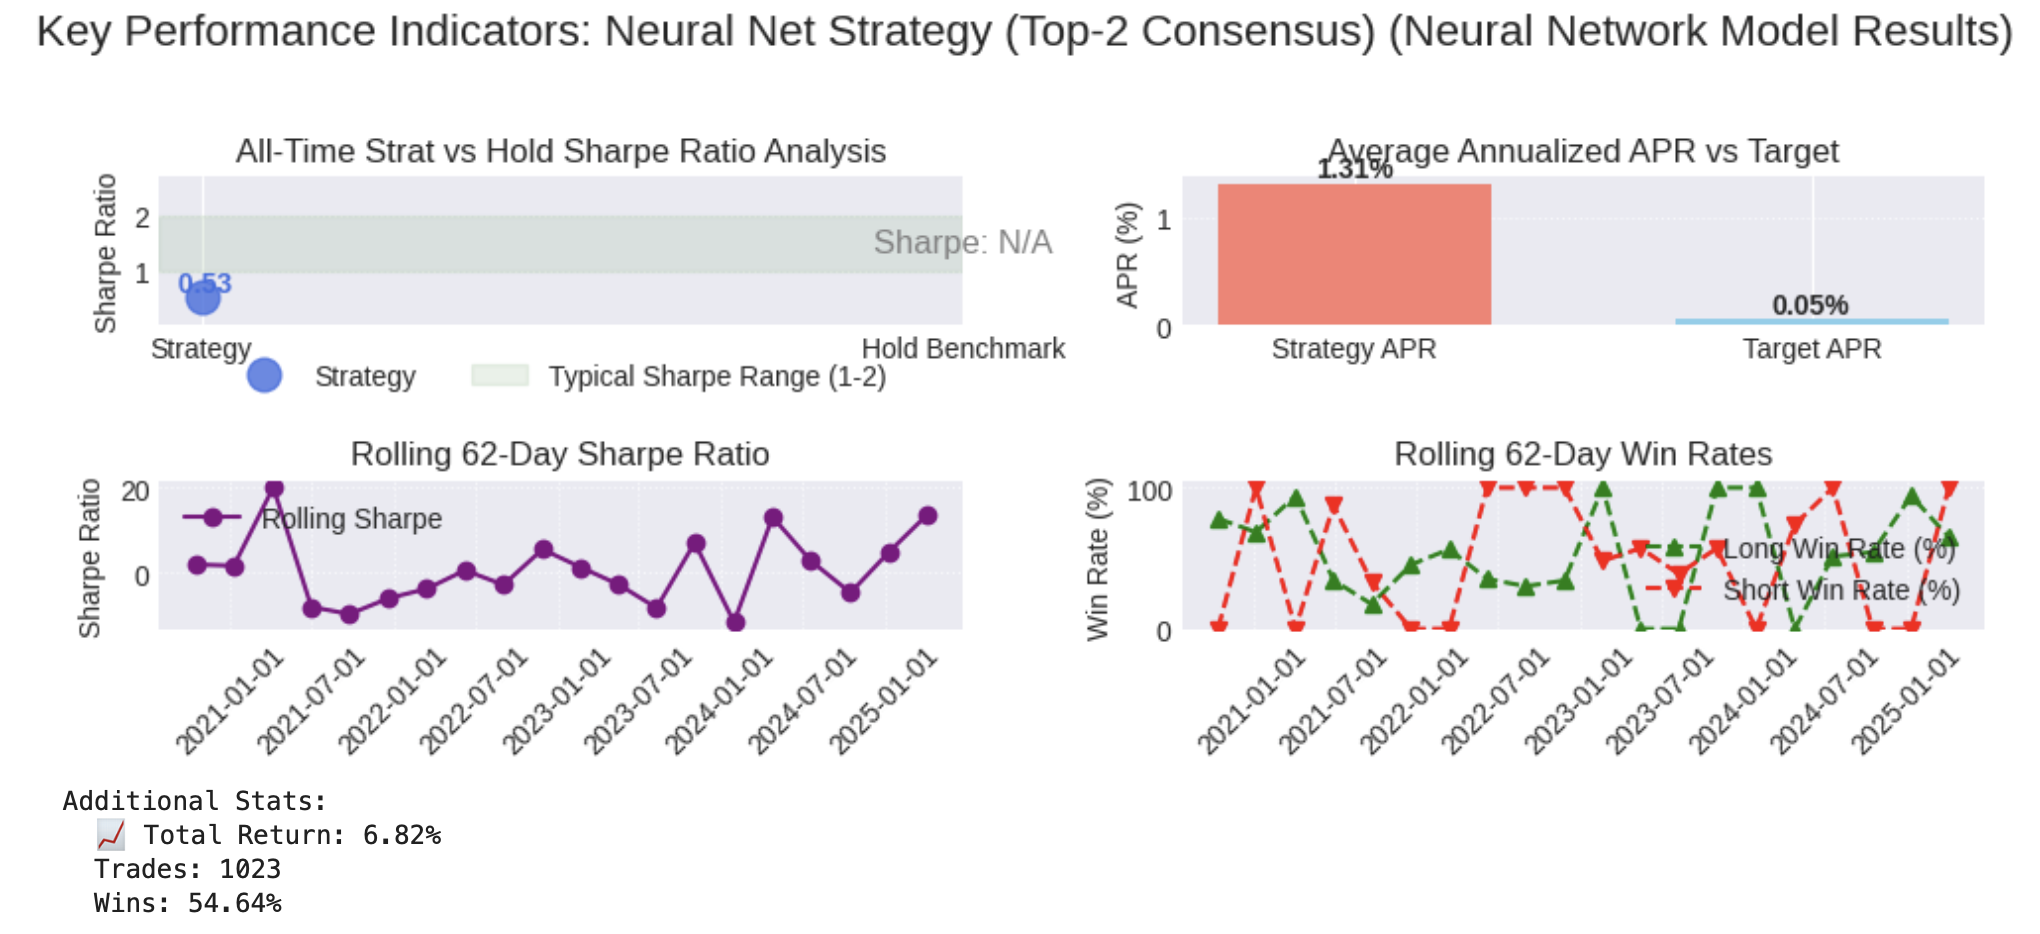 Key Performance Indicators: Neural Net Strategy (Top-2 Consensus) (Neural Network Model Results)
All-Time Strat vs Hold Sharpe Ratio Analysis
Sharpe Ratio
2
1
0.53
Sharpe: N/A
Strategy
Hold Benchmark
Strategy
Typical Sharpe Range (1-2)
Average Annualized APR vs Target
APR (%)
1
0
1.31%
0.05%
Strategy APR
Target APR
Rolling 62-Day Sharpe Ratio
Sharpe Ratio
20
0
Rolling Sharpe
2021-01-01
2021-07-01
2022-01-01
2022-07-01
2023-01-01
2023-07-01
2024-01-01
2024-07-01
2025-01-01
Rolling 62-Day Win Rates
Win Rate (%)
100
0
Long Win Rate (%)
Short Win Rate (%)
2021-01-01
2021-07-01
2022-01-01
2022-07-01
2023-01-01
2023-07-01
2024-01-01
2024-07-01
2025-01-01
Additional Stats:
📈 Total Return: 6.82%
Trades: 1023
Wins: 54.64%